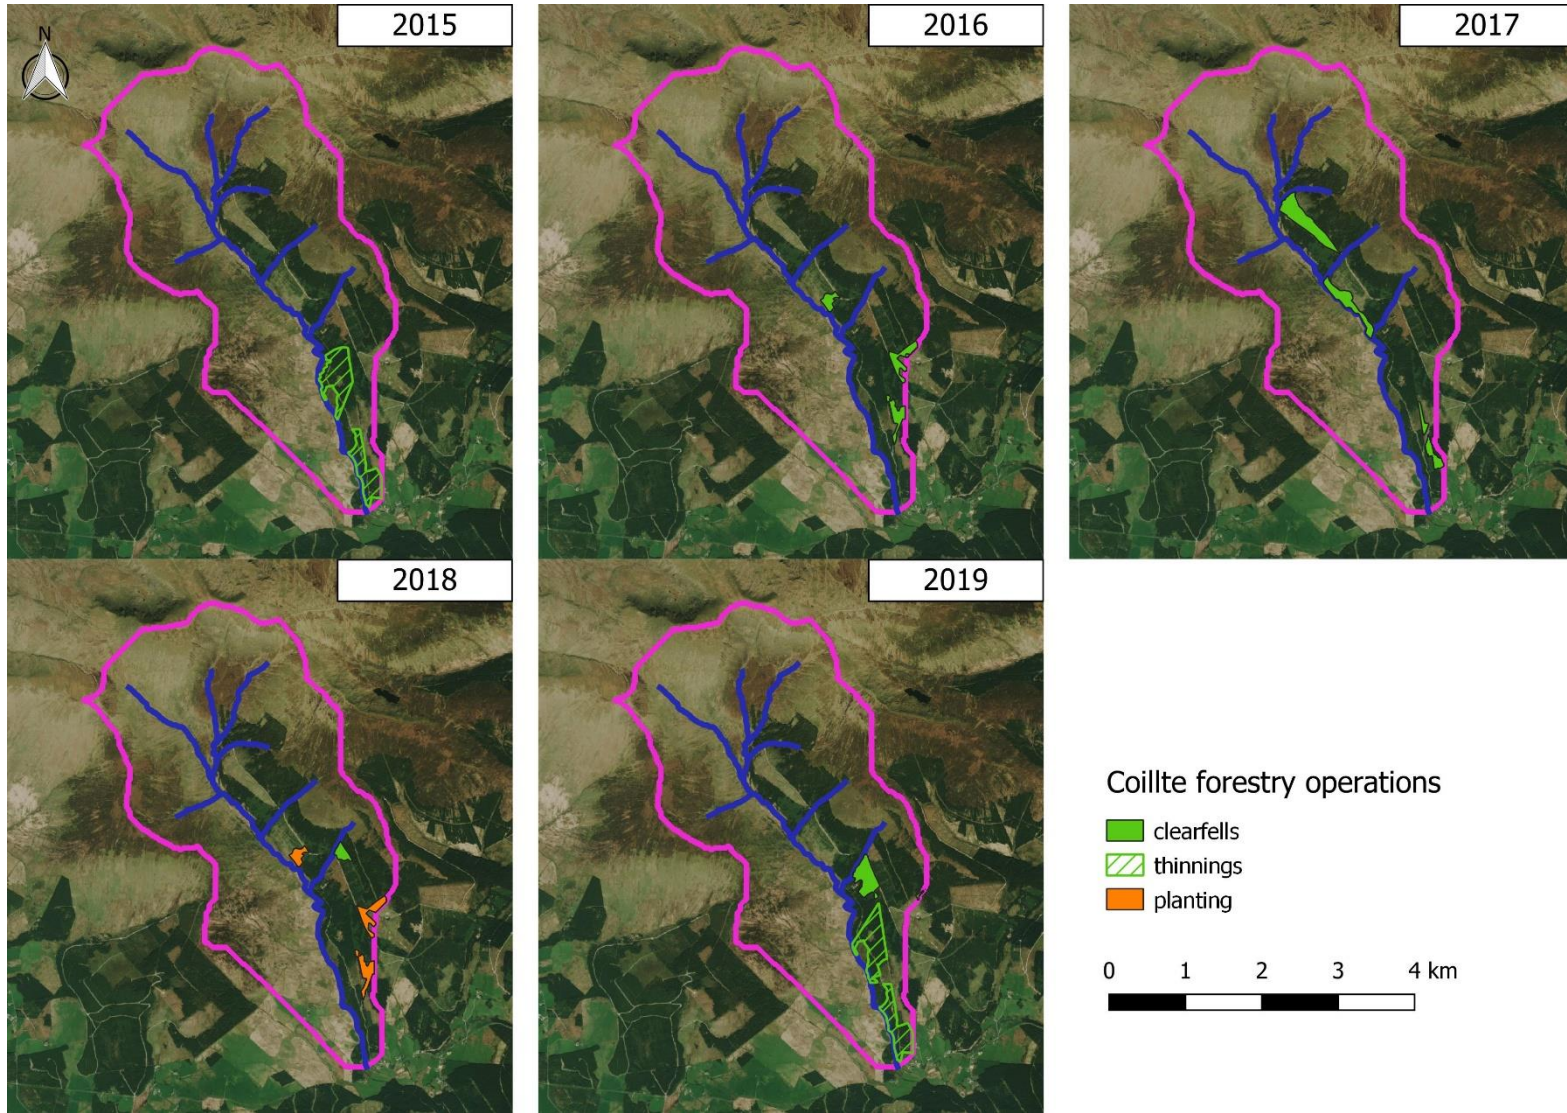 N
2015
2016
2017
2018
2019
Coillte forestry operations
clearfells
thinnings
planting
0 1 2 3 4 km